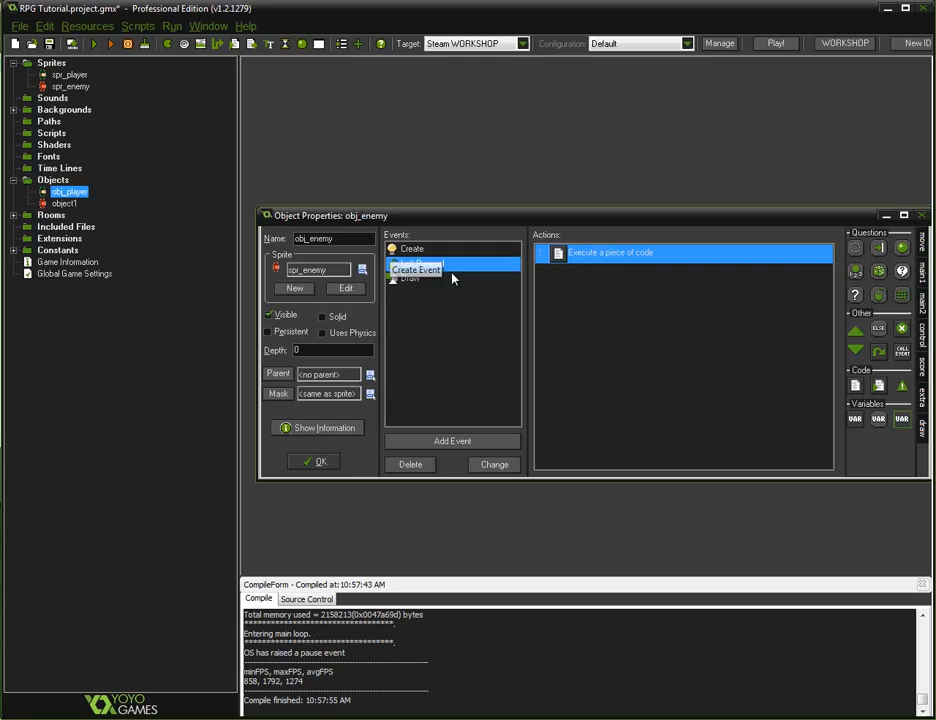 RPG Tutorial.project.gmx* - Professional Edition (v1.2.1279)
File Edit Resources Scripts Run Window Help
Target: Steam WORKSHOP Configuration: Default Manage Play! WORKSHOP New ID
Sprites
spr_player
spr_enemy
Sounds
Backgrounds
Paths
Scripts
Shaders
Fonts
Time Lines
Objects
obj_player
object1
Rooms
Included Files
Extensions
Constants
Game Information
Global Game Settings
Object Properties: obj_enemy
Name: obj_enemy
Sprite
spr_enemy
New Edit
Visible Solid
Persistent Uses Physics
Depth: 0
Parent <no parent>
Mask <same as sprite>
Show Information
OK
Events:
Create
Create Event
Draw
Add Event
Delete Change
Actions:
Execute a piece of code
Questions
Other
ELSE
CALL EVENT
Code
Variables
VAR VAR VAR
move
main1
main2
control
score
extra
draw
CompileForm - Compiled at:10:57:43 AM
Compile Source Control
Total memory used = 2158213(0x0047a69d) bytes
**********************************.
Entering main loop.
**********************************.
OS has raised a pause event
minFPS, maxFPS, avgFPS
858, 1792, 1274
Compile finished: 10:57:55 AM
YOYO
GAMES